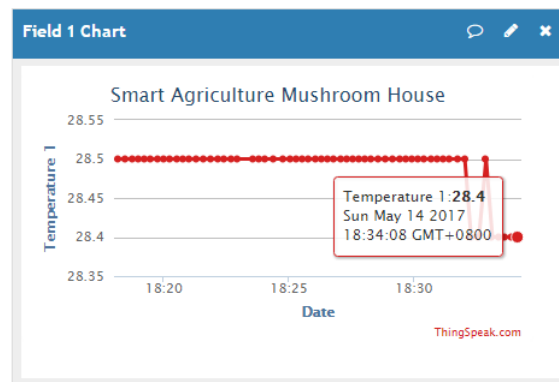 Field 1 Chart
Smart Agriculture Mushroom House
28.55
28.5
28.45
28.4
28.35
Temperature 1
Temperature 1:28.4
Sun May 14 2017
18:34:08 GMT+0800
18:20
18:25
18:30
Date
ThingSpeak.com